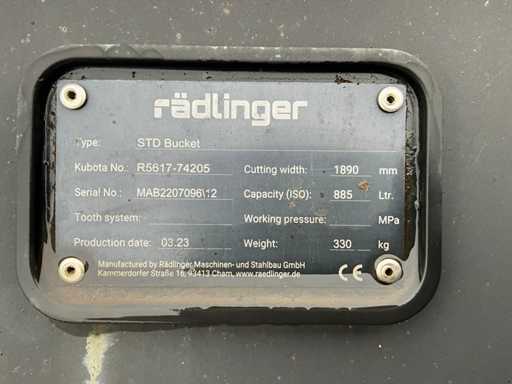 rädlinger
Type: STD Bucket
Kubota No.: R5617-74205 Cutting width: 1890 mm
Serial No.: MAB2207096\12 Capacity (ISO): 885 Ltr.
Tooth system: Working pressure: MPa
Production date: 03.23 Weight: 330 kg
Manufactured by Rädlinger Maschinen- und Stahlbau GmbH
Kammerdorfer Straße 16, 93413 Cham, www.raedlinger.de
CE